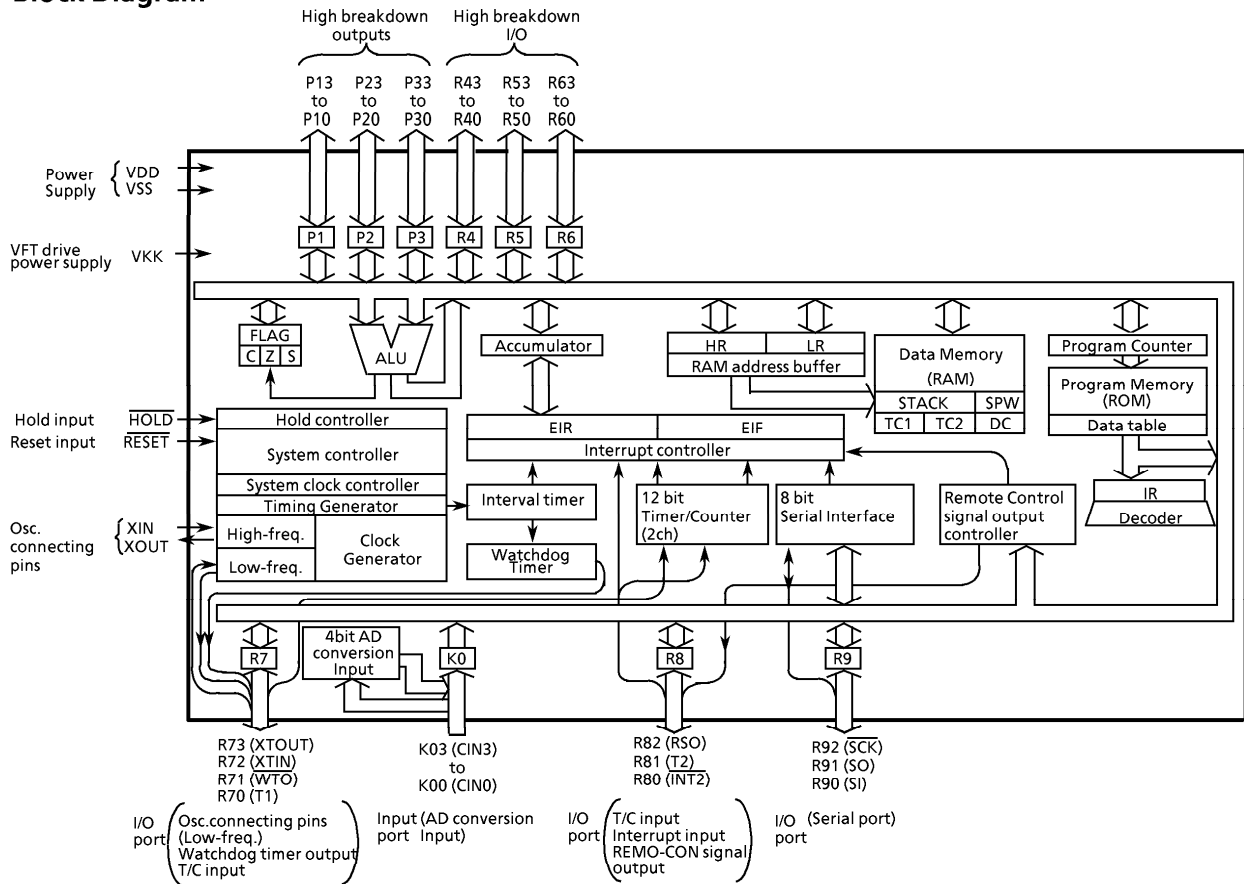 Block Diagram
High breakdown outputs
High breakdown I/O
P13 to P10
P23 to P20
P33 to P30
R43 to R40
R53 to R50
R63 to R60
Power Supply
VDD
VSS
VFT drive power supply
VKK
P1
P2
P3
R4
R5
R6
FLAG
C Z S
ALU
Accumulator
HR
LR
RAM address buffer
Data Memory
(RAM)
STACK
SPW
TC1
TC2
DC
Program Counter
Program Memory
(ROM)
Data table
Hold input
HOLD
Reset input
RESET
Hold controller
System controller
System clock controller
Timing Generator
High-freq.
Low-freq.
Clock Generator
EIR
EIF
Interrupt controller
Interval timer
Watchdog Timer
12 bit
Timer/Counter
(2ch)
8 bit
Serial Interface
Remote Control
signal output
controller
IR
Decoder
Osc.
connecting
pins
XIN
XOUT
R7
4bit AD
conversion
Input
K0
R8
R9
R73 (XTOUT)
R72 (XTIN)
R71 (WTO)
R70 (T1)
K03 (CIN3)
to
K00 (CIN0)
R82 (RSO)
R81 (T2)
R80 (INT2)
R92 (SCK)
R91 (SO)
R90 (SI)
I/O port
Osc.connecting pins
(Low-freq.)
Watchdog timer output
T/C input
Input (AD conversion
port Input)
I/O port
T/C input
Interrupt input
REMO-CON signal
output
I/O (Serial port)
port